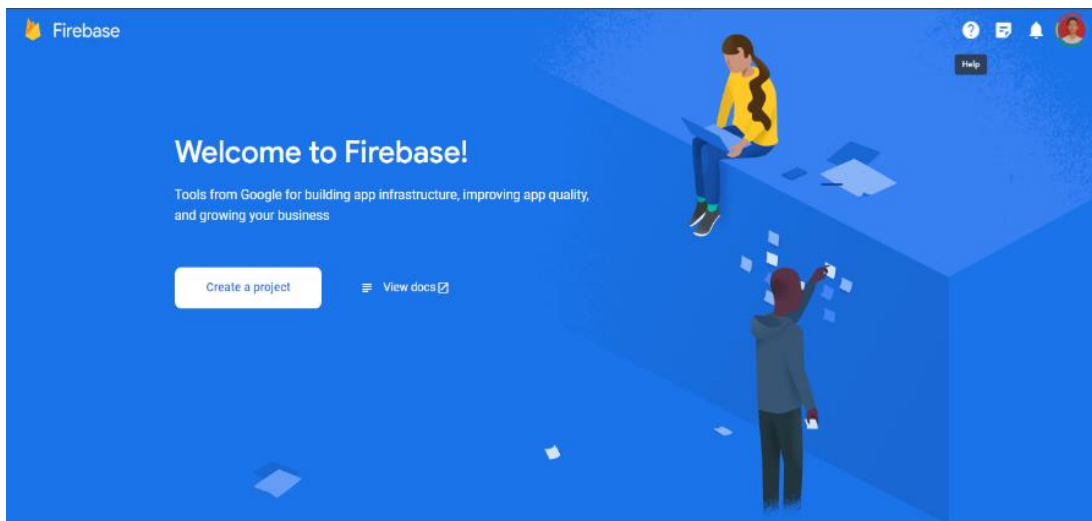 Firebase
Help
Welcome to Firebase!
Tools from Google for building app infrastructure, improving app quality,
and growing your business
Create a project
View docs